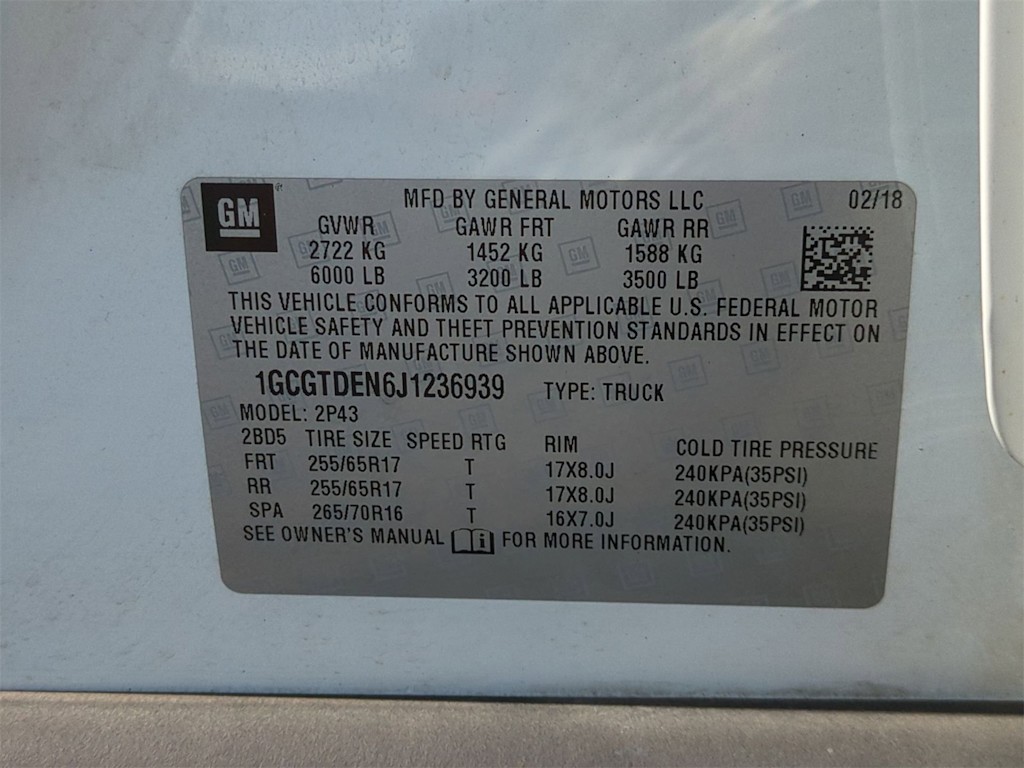 GM ® MFD BY GENERAL MOTORS LLC 02/18
GVWR GAWR FRT GAWR RR
2722 KG 1452 KG 1588 KG
6000 LB 3200 LB 3500 LB
THIS VEHICLE CONFORMS TO ALL APPLICABLE U.S. FEDERAL MOTOR
VEHICLE SAFETY AND THEFT PREVENTION STANDARDS IN EFFECT ON
THE DATE OF MANUFACTURE SHOWN ABOVE.
1GCGTDEN6J1236939 TYPE: TRUCK
MODEL: 2P43
2BD5 TIRE SIZE SPEED RTG RIM COLD TIRE PRESSURE
FRT 255/65R17 T 17X8.0J 240KPA(35PSI)
RR 255/65R17 T 17X8.0J 240KPA(35PSI)
SPA 265/70R16 T 16X7.0J 240KPA(35PSI)
SEE OWNER'S MANUAL i FOR MORE INFORMATION.